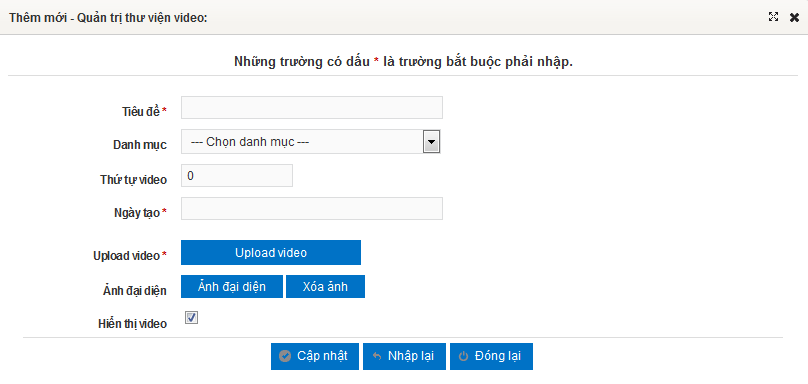 Thêm mới - Quản trị thư viện video:
Những trường có dấu * là trường bắt buộc phải nhập.
Tiêu đề *
Danh mục --- Chọn danh mục ---
Thứ tự video 0
Ngày tạo *
Upload video * Upload video
Ảnh đại diện Ảnh đại diện Xóa ảnh
Hiển thị video
Cập nhật Nhập lại Đóng lại